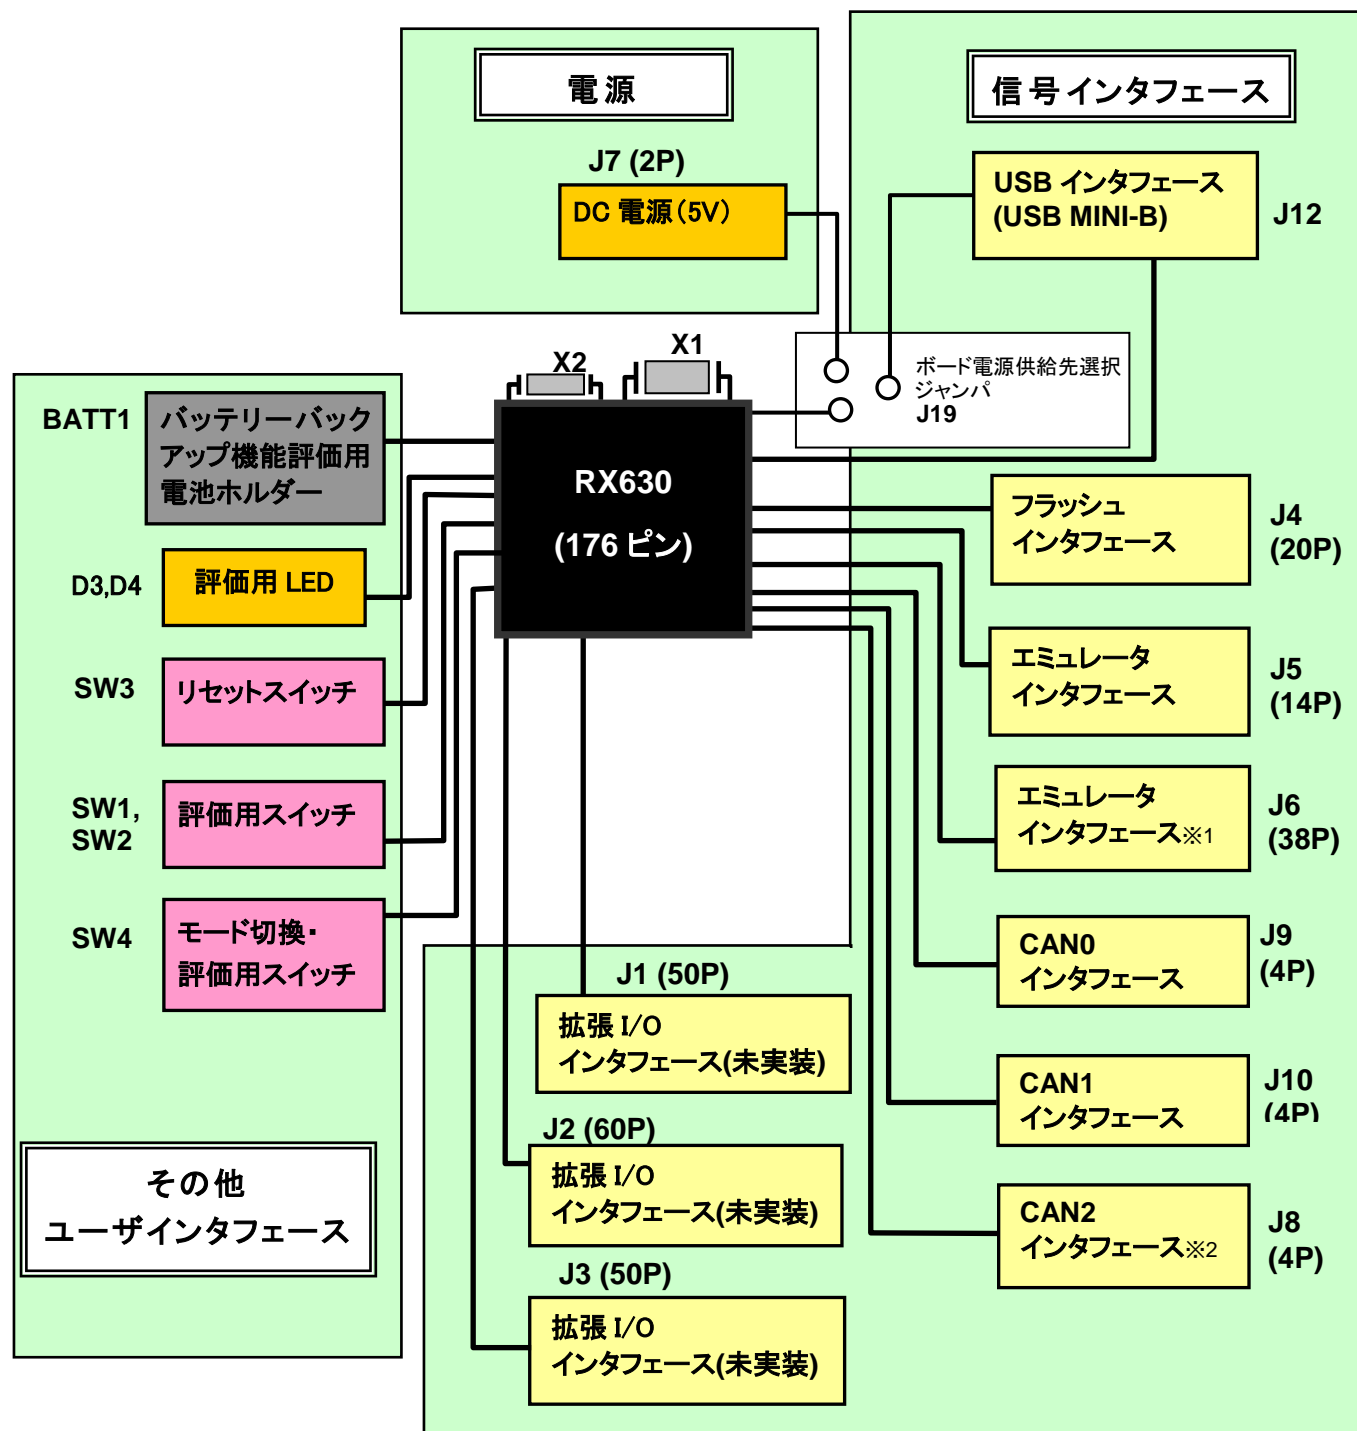 電源
信号インタフェース
J7 (2P)
DC 電源(5V)
USB インタフェース
(USB MINI-B)
J12
X2
X1
ボード電源供給先選択
ジャンパ
J19
BATT1
バッテリーバック
アップ機能評価用
電池ホルダー
RX630
(176 ピン)
フラッシュ
インタフェース
J4
(20P)
D3,D4
評価用 LED
エミュレータ
インタフェース
J5
(14P)
SW3
リセットスイッチ
エミュレータ
インタフェース※1
J6
(38P)
SW1,
SW2
評価用スイッチ
SW4
モード切換・
評価用スイッチ
CAN0
インタフェース
J9
(4P)
J1 (50P)
拡張 I/O
インタフェース(未実装)
CAN1
インタフェース
J10
(4P)
J2 (60P)
拡張 I/O
インタフェース(未実装)
その他
ユーザインタフェース
CAN2
インタフェース※2
J8
(4P)
J3 (50P)
拡張 I/O
インタフェース(未実装)